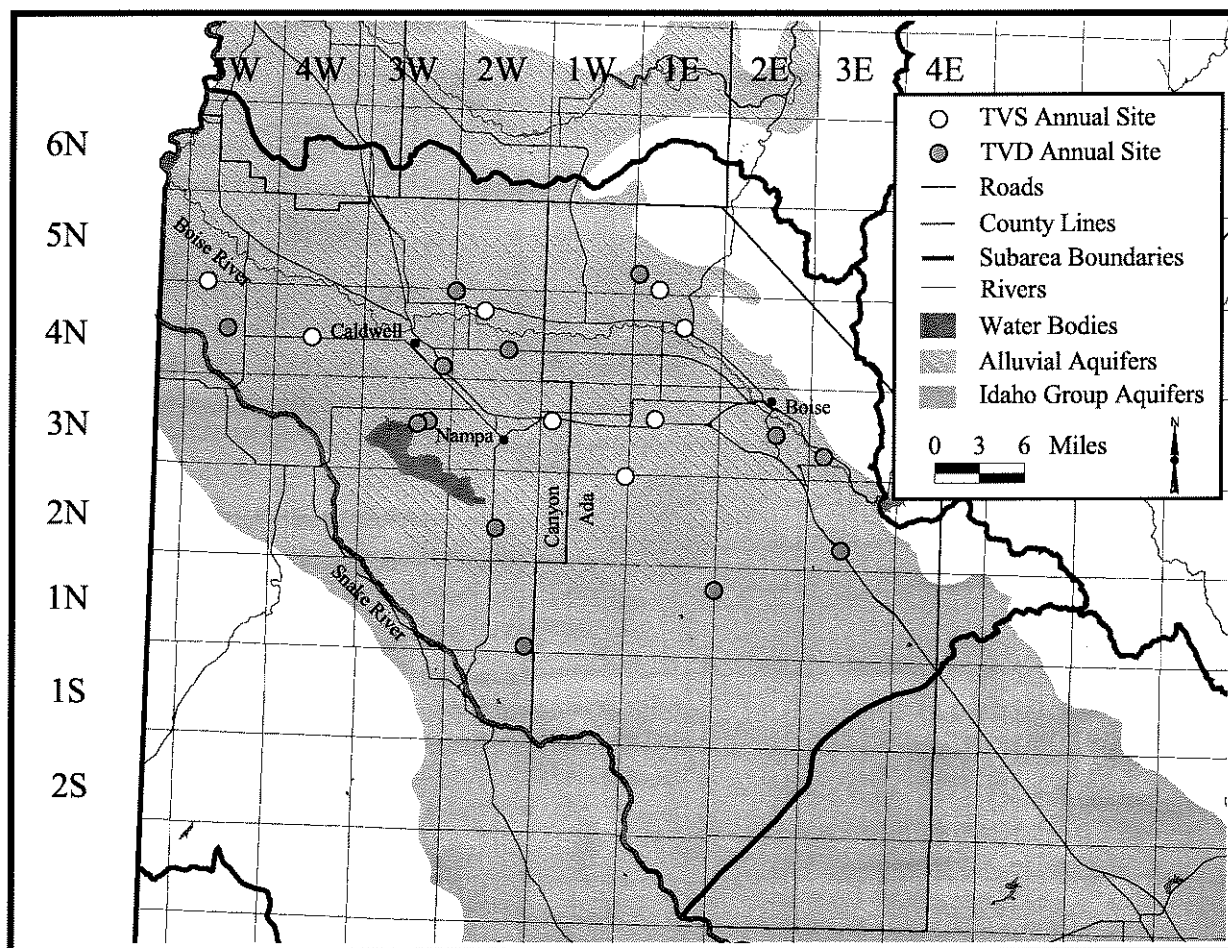 5W 4W 3W 2W 1W 1E 2E 3E 4E
6N
5N
4N
3N
2N
1N
1S
2S
TVS Annual Site
TVD Annual Site
Roads
County Lines
Subarea Boundaries
Rivers
Water Bodies
Alluvial Aquifers
Idaho Group Aquifers
0 3 6 Miles
N
Boise River
Caldwell
Boise
Nampa
Canyon
Ada
Snake River